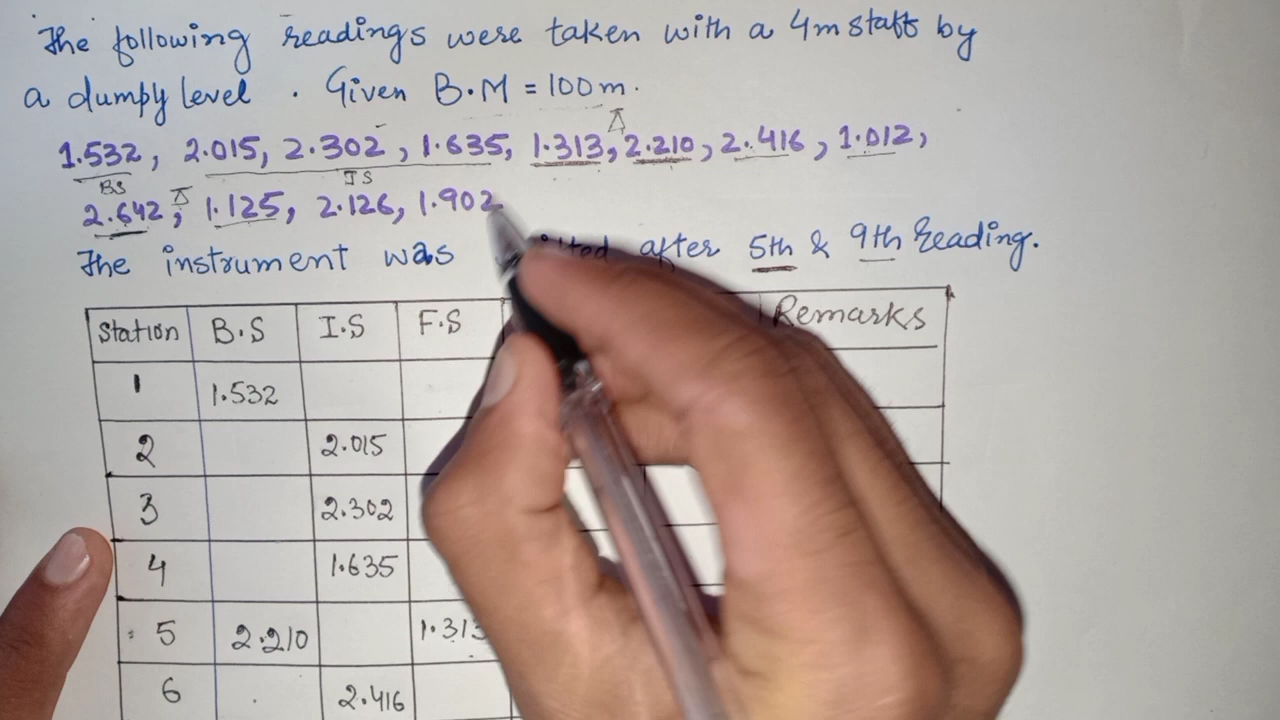 The following readings were taken with a 4m staff by
a dumpy level . Given B.M = 100m.
1.532, 2.015, 2.302, 1.635, 1.313, 2.210, 2.416, 1.012,
BS IS
2.642, 1.125, 2.126, 1.902
The instrument was after 5th & 9th reading.
Station B.S I.S F.S Remarks
1 1.532
2 2.015
3 2.302
4 1.635
5 2.210 1.313
6 2.416